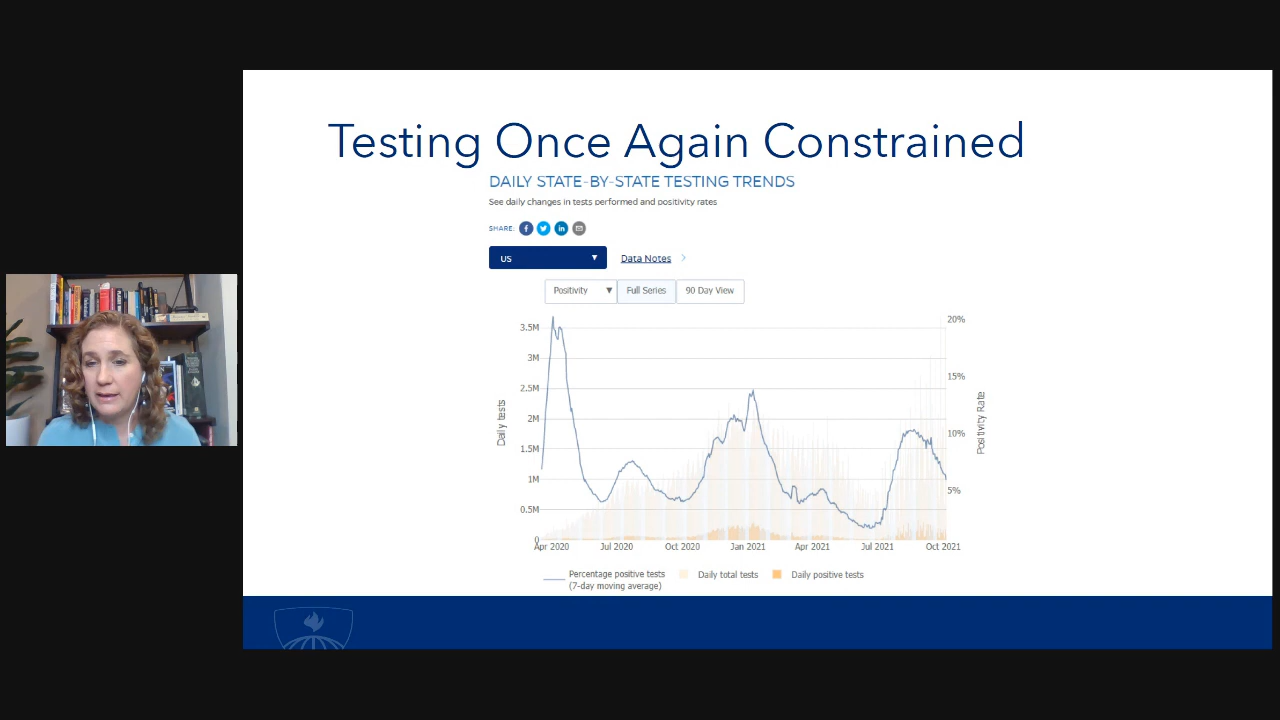 Testing Once Again Constrained
DAILY STATE-BY-STATE TESTING TRENDS
See daily changes in tests performed and positivity rates
SHARE:
US
Data Notes
Positivity
Full Series
90 Day View
3.5M
3M
2.5M
2M
1.5M
1M
0.5M
0
Daily tests
20%
15%
10%
5%
Positivity Rate
Apr 2020
Jul 2020
Oct 2020
Jan 2021
Apr 2021
Jul 2021
Oct 2021
Percentage positive tests
(7-day moving average)
Daily total tests
Daily positive tests